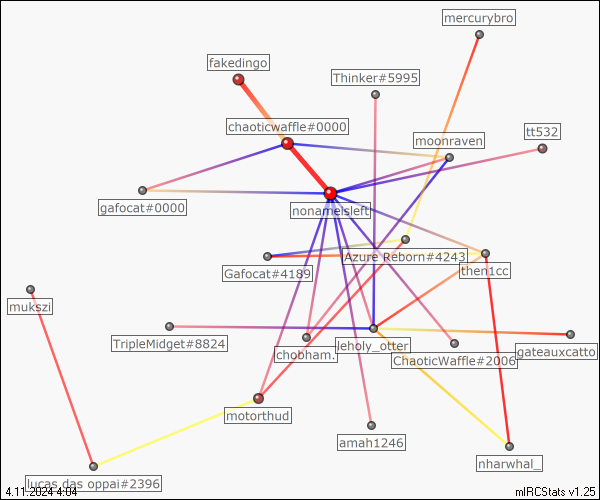 mercurybro
fakedingo
Thinker#5995
chaoticwaffle#0000
tt532
moonraven
gafocat#0000
nonameisleft
Azure Reborn#4243
then1cc
Gafocat#4189
mukszi
TripleMidget#8824
leholy_otter
chobham.
gateauxcatto
ChaoticWaffle#2006
motorthud
amah1246
nharwhal_
lucas das oppai#2396
4.11.2024 4:04
mIRCStats v1.25